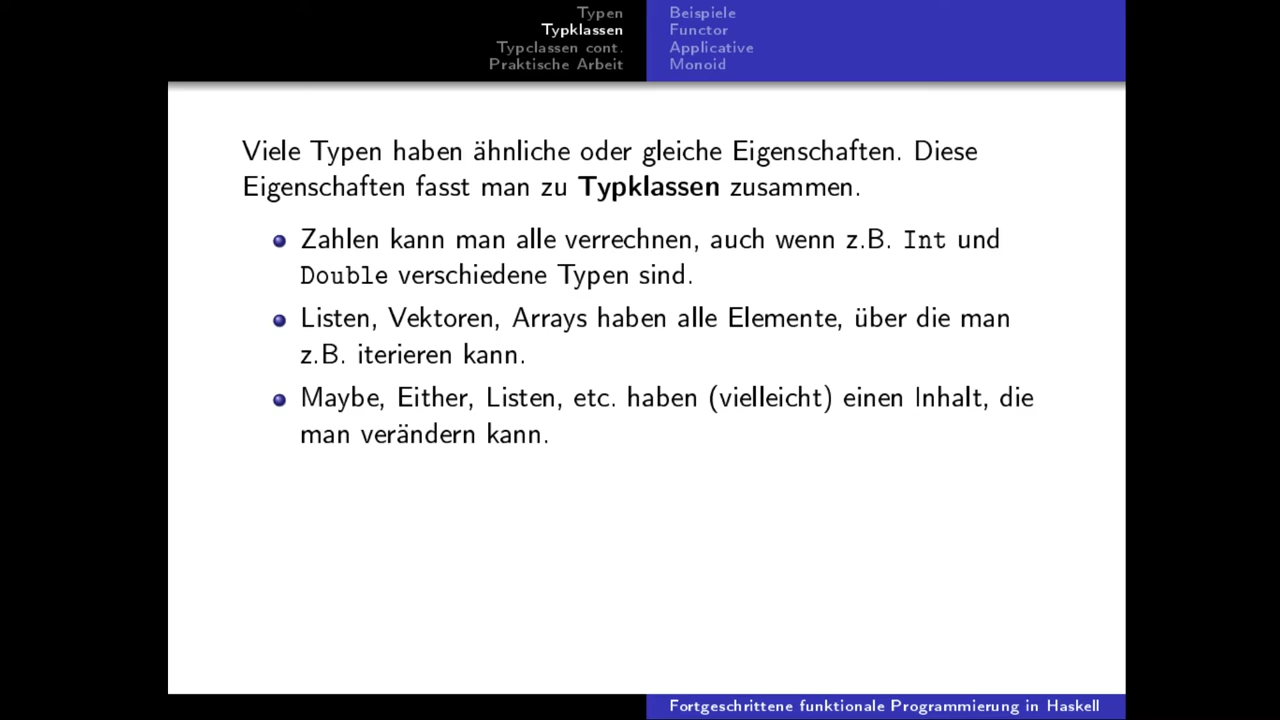 Typen
Typklassen
Typclassen cont.
Praktische Arbeit
Beispiele
Functor
Applicative
Monoid
Viele Typen haben ähnliche oder gleiche Eigenschaften. Diese
Eigenschaften fasst man zu Typklassen zusammen.
Zahlen kann man alle verrechnen, auch wenn z.B. Int und
Double verschiedene Typen sind.
Listen, Vektoren, Arrays haben alle Elemente, über die man
z.B. iterieren kann.
Maybe, Either, Listen, etc. haben (vielleicht) einen Inhalt, die
man verändern kann.
Fortgeschrittene funktionale Programmierung in Haskell